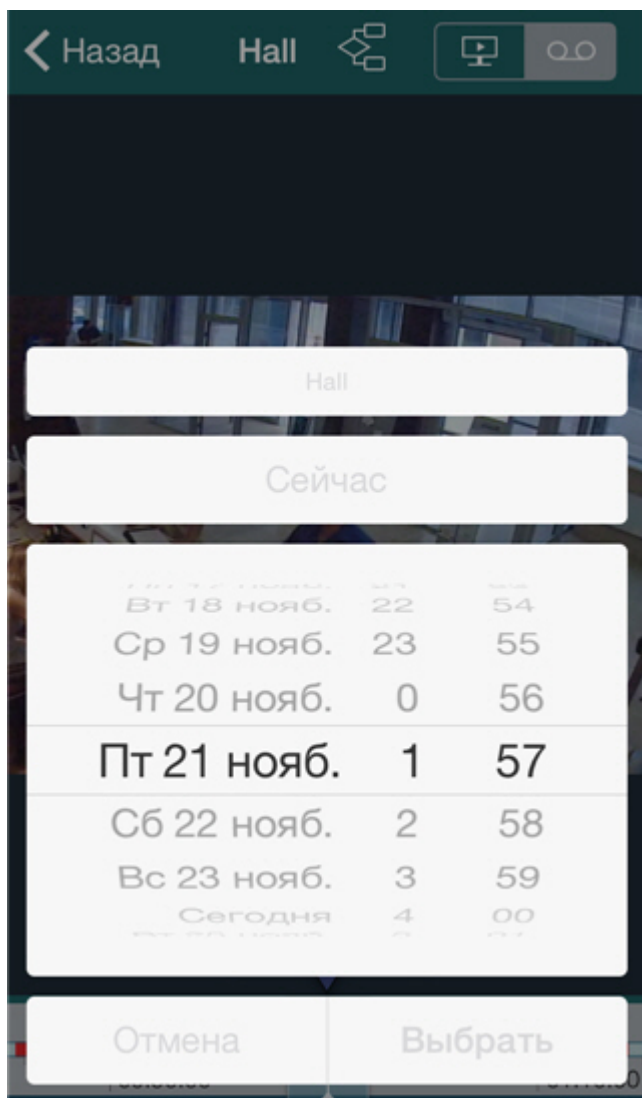 Назад Hall
Hall
Сейчас
Вт 18 нояб. 22 54
Ср 19 нояб. 23 55
Чт 20 нояб. 0 56
Пт 21 нояб. 1 57
Сб 22 нояб. 2 58
Вс 23 нояб. 3 59
Сегодня 4 00
Отмена Выбрать